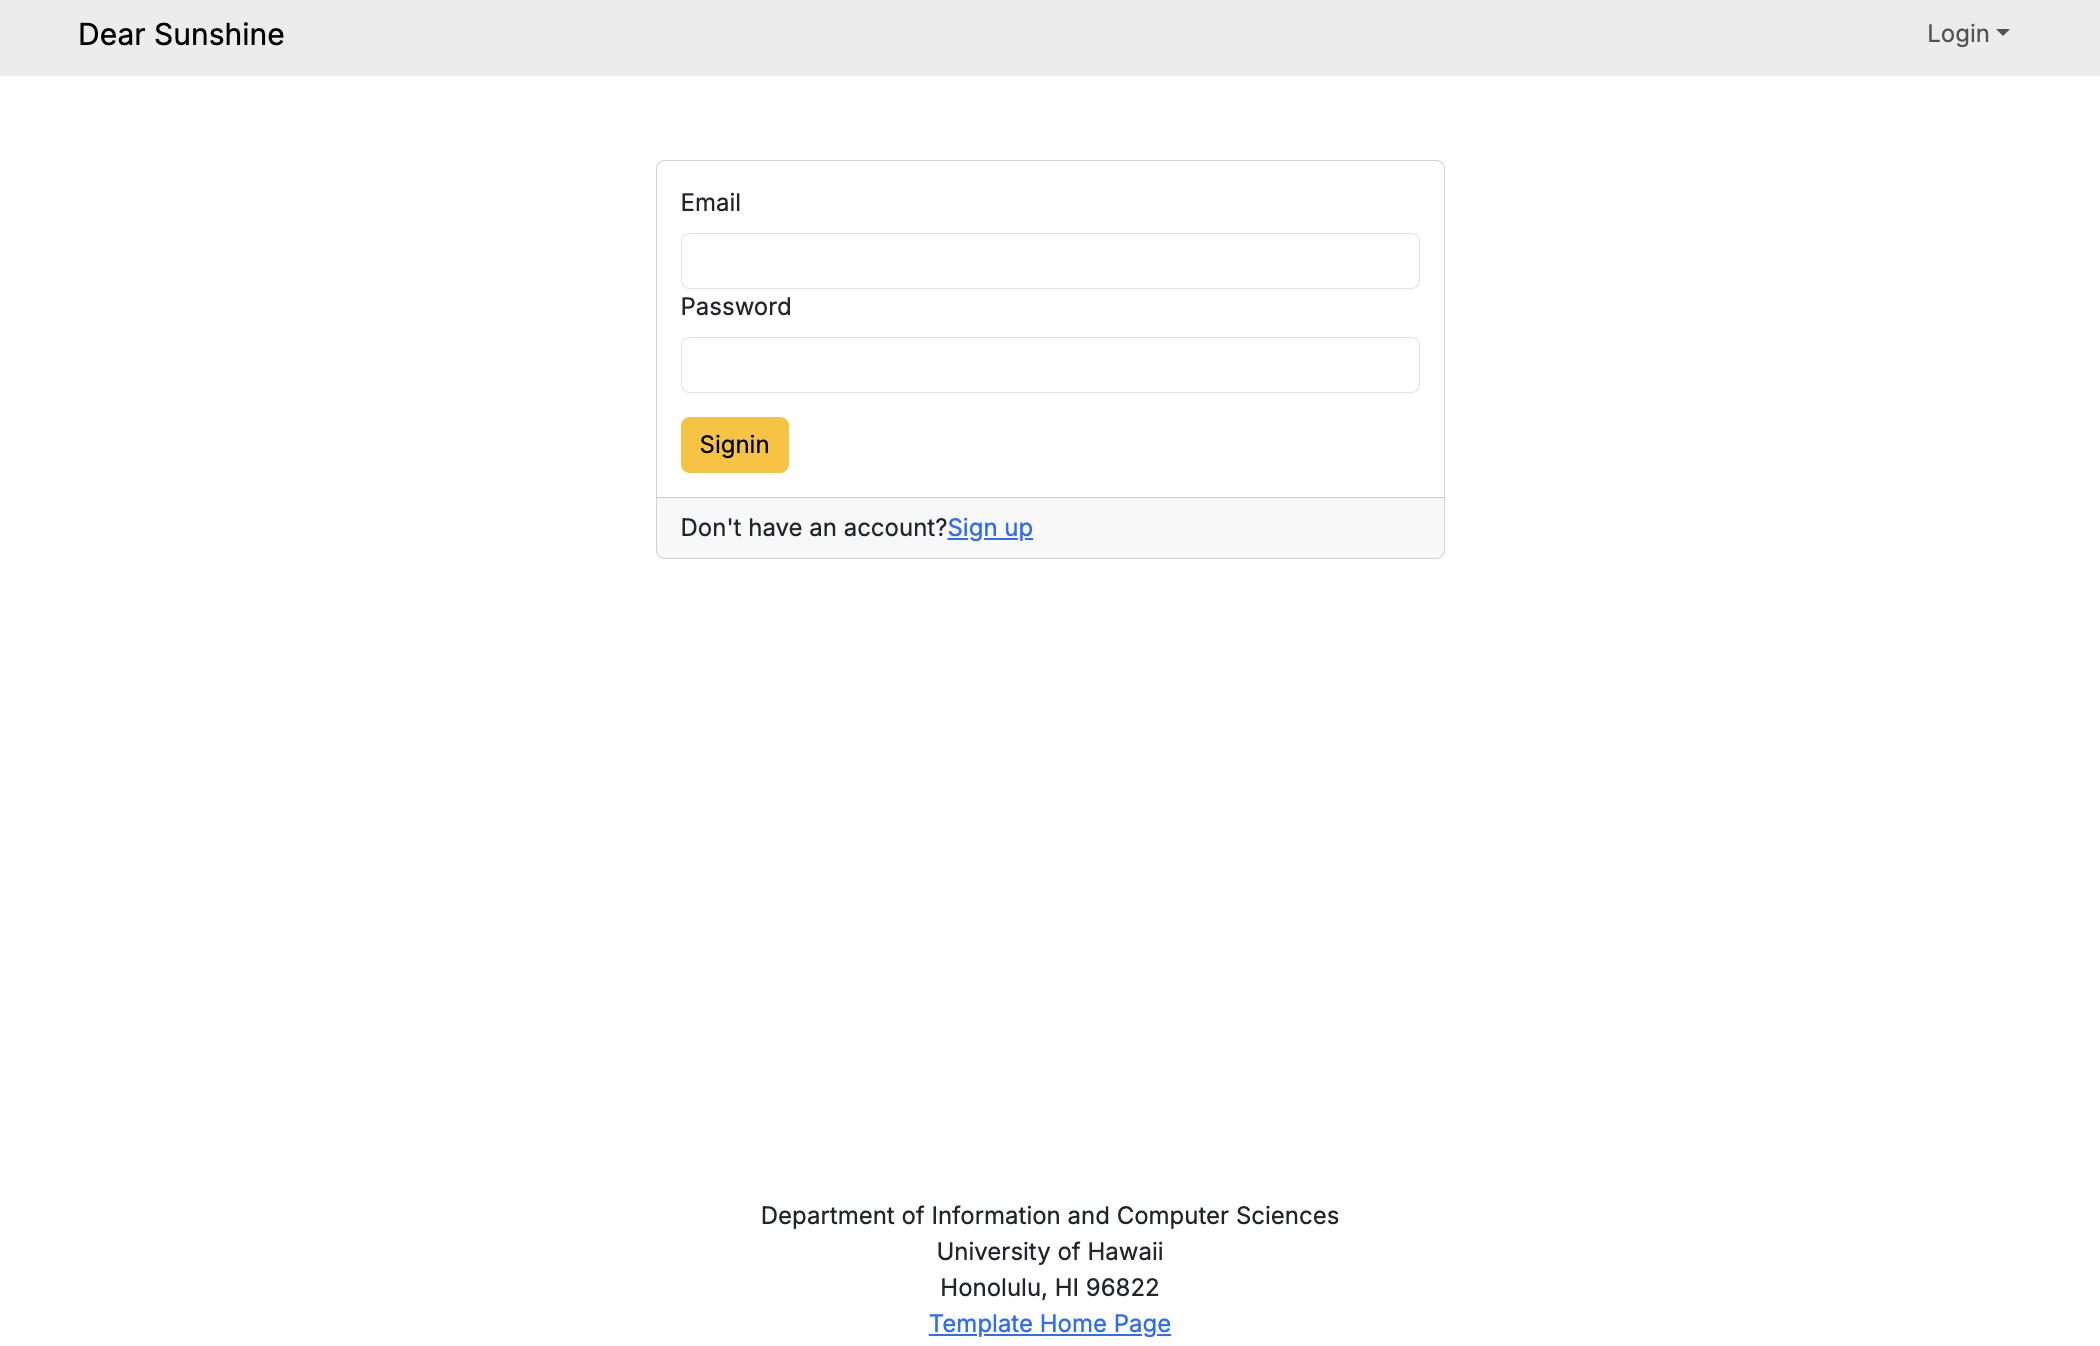 Dear Sunshine
Login
Email
Password
Signin
Don't have an account?Sign up
Department of Information and Computer Sciences
University of Hawaii
Honolulu, HI 96822
Template Home Page